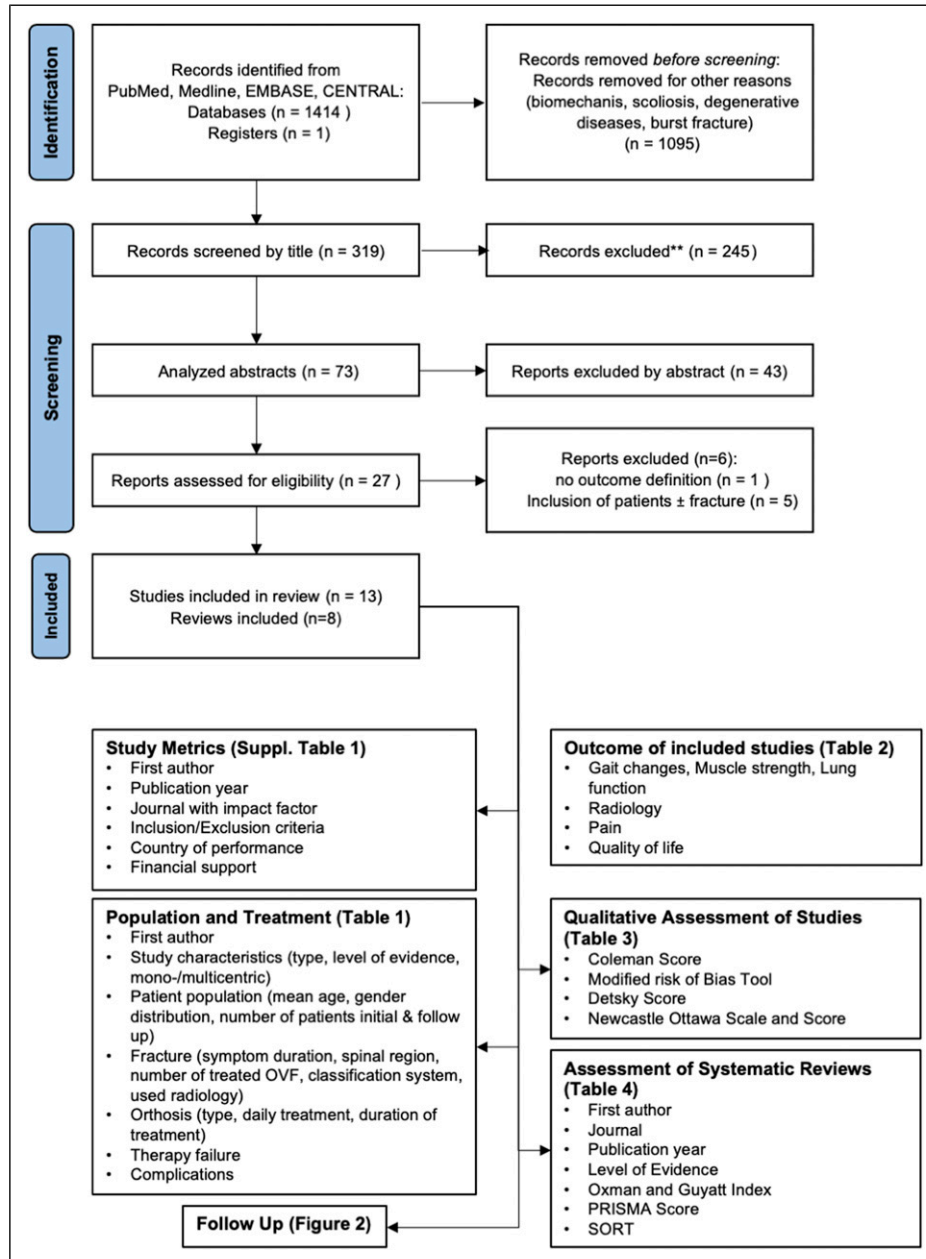 Identification
Records identified from
PubMed, Medline, EMBASE, CENTRAL:
Databases (n = 1414 )
Registers (n = 1)
Records removed before screening:
Records removed for other reasons
(biomechanis, scoliosis, degenerative
diseases, burst fracture)
(n = 1095)
Screening
Records screened by title (n = 319)
Records excluded** (n = 245)
Analyzed abstracts (n = 73)
Reports excluded by abstract (n = 43)
Reports assessed for eligibility (n = 27 )
Reports excluded (n=6):
no outcome definition (n = 1 )
Inclusion of patients ± fracture (n = 5)
Included
Studies included in review (n = 13)
Reviews included (n=8)
Study Metrics (Suppl. Table 1)
• First author
• Publication year
• Journal with impact factor
• Inclusion/Exclusion criteria
• Country of performance
• Financial support
Outcome of included studies (Table 2)
• Gait changes, Muscle strength, Lung
function
• Radiology
• Pain
• Quality of life
Population and Treatment (Table 1)
• First author
• Study characteristics (type, level of evidence,
mono-/multicentric)
• Patient population (mean age, gender
distribution, number of patients initial & follow
up)
• Fracture (symptom duration, spinal region,
number of treated OVF, classification system,
used radiology)
• Orthosis (type, daily treatment, duration of
treatment)
• Therapy failure
• Complications
Qualitative Assessment of Studies
(Table 3)
• Coleman Score
• Modified risk of Bias Tool
• Detsky Score
• Newcastle Ottawa Scale and Score
Assessment of Systematic Reviews
(Table 4)
• First author
• Journal
• Publication year
• Level of Evidence
• Oxman and Guyatt Index
• PRISMA Score
• SORT
Follow Up (Figure 2)